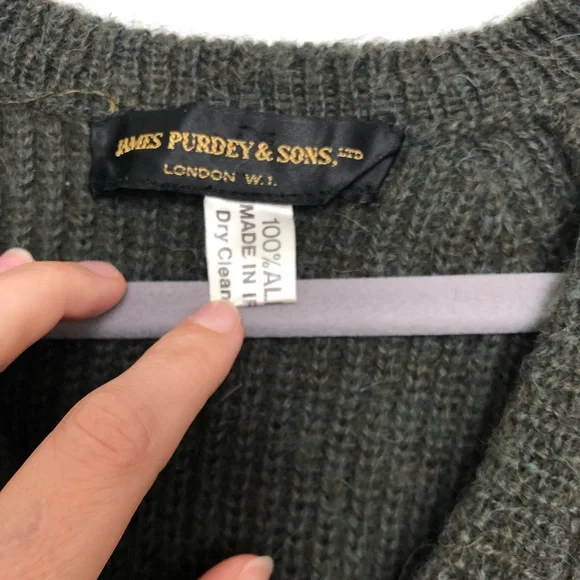 JAMES PURDEY & SONS, LTD
LONDON W.1.
100% AL
MADE IN I
Dry Clean